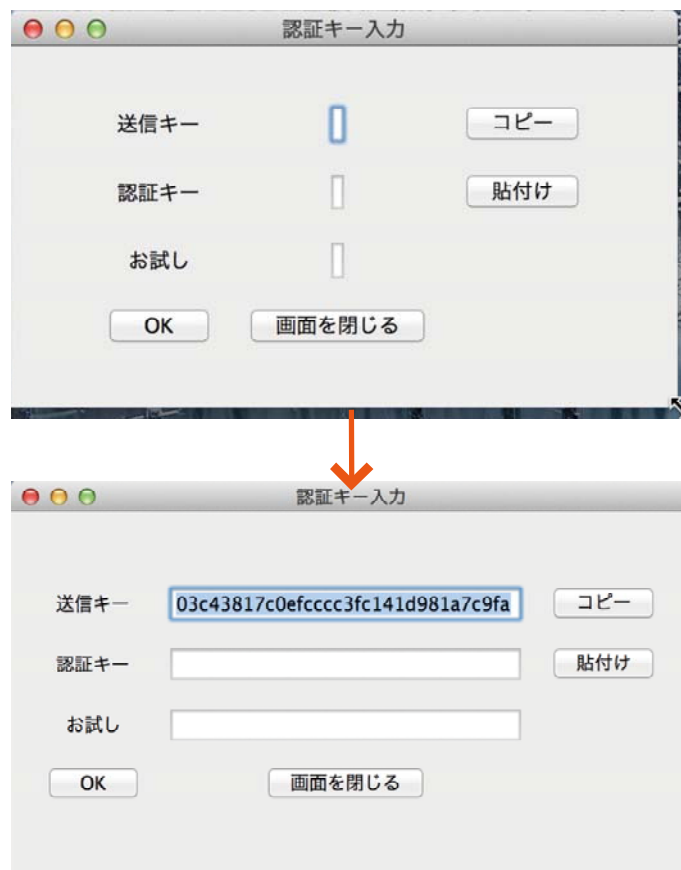 認証キー入力
送信キー コピー
認証キー 貼付け
お試し
OK 画面を閉じる
認証キー入力
送信キー 03c43817c0efcccc3fc141d981a7c9fa コピー
認証キー 貼付け
お試し
OK 画面を閉じる